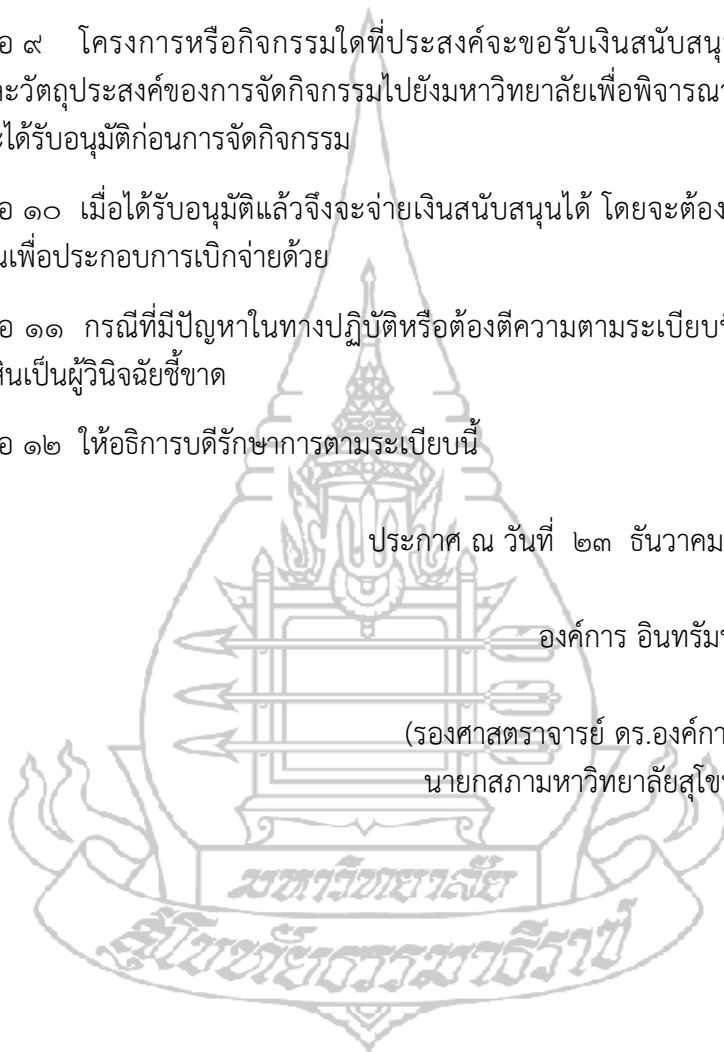 อ ๙ โครงการหรือกิจกรรมใดที่ประสงค์จะขอรับเงินสนับสนุ
ละวัตถุประสงค์ของการจัดกิจกรรมไปยังมหาวิทยาลัยเพื่อพิจารณา
ะได้รับอนุมัติก่อนการจัดกิจกรรม
อ ๑๐ เมื่อได้รับอนุมัติแล้วจึงจะจ่ายเงินสนับสนุนได้ โดยจะต้อง
นเพื่อประกอบการเบิกจ่ายด้วย
อ ๑๑ กรณีที่มีปัญหาในทางปฏิบัติหรือต้องตีความตามระเบียบนี้
สินเป็นผู้วินิจฉัยชี้ขาด
อ ๑๒ ให้อธิการบดีรักษาการตามระเบียบนี้
ประกาศ ณ วันที่ ๒๓ ธันวาคม
องค์การ อินทรัมพ
(รองศาสตราจารย์ ดร.องค์กา
นายกสภามหาวิทยาลัยสุโข
มหาวิทยาลัย
สุโขทัยธรรมาธิราช